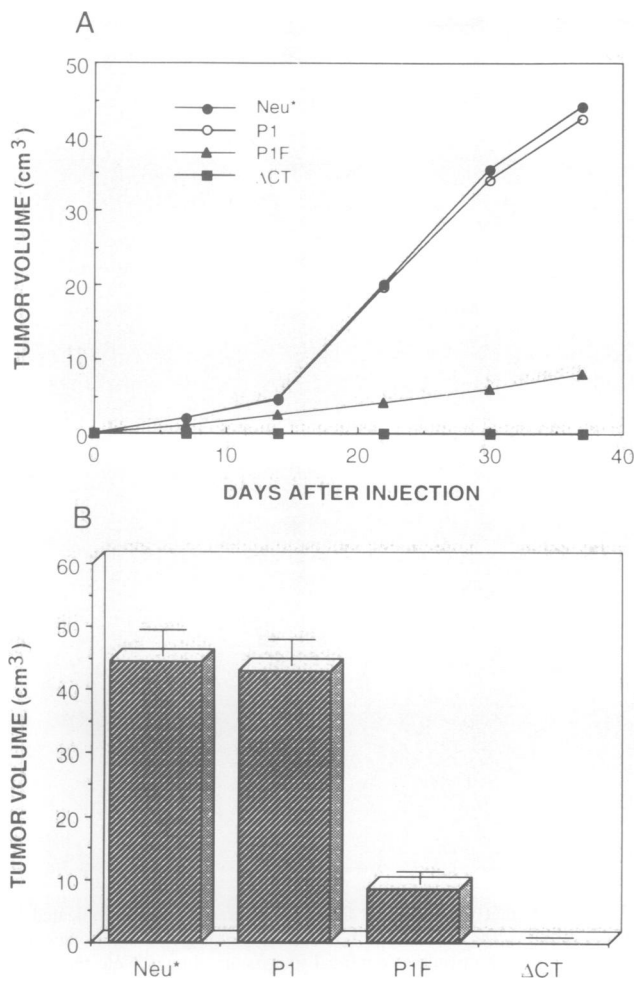 A
TUMOR VOLUME (cm3)
50
40
30
20
10
0
Neu*
P1
P1F
ΔCT
0 10 20 30 40
DAYS AFTER INJECTION
B
TUMOR VOLUME (cm3)
60
50
40
30
20
10
0
Neu* P1 P1F ΔCT